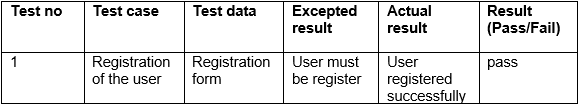 Test no Test case Test data Excepted Actual Result
result result (Pass/Fail)
1 Registration Registration User must User pass
of the user form be register registered
successfully